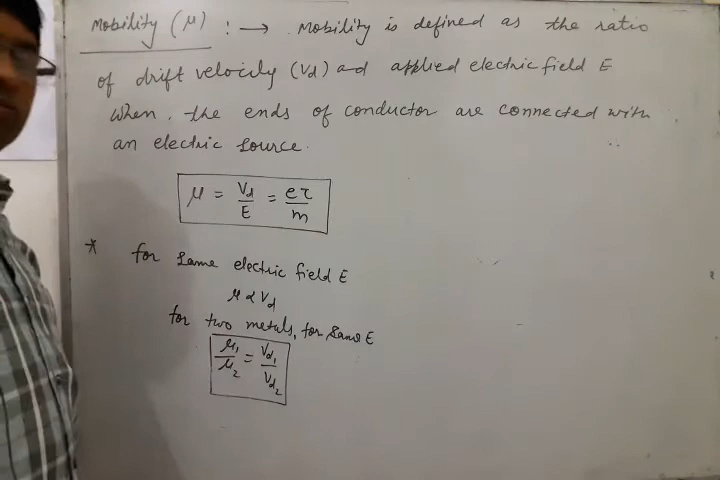 Mobility (μ) : → Mobility is defined as the ratio
of drift velocity (Vd) and applied electric field E
when, the ends of conductor are connected with
an electric source.
μ = Vd/E = eτ/m
* for same electric field E
μ ∝ Vd
for two metals, for same E
μ1/μ2 = Vd1/Vd2